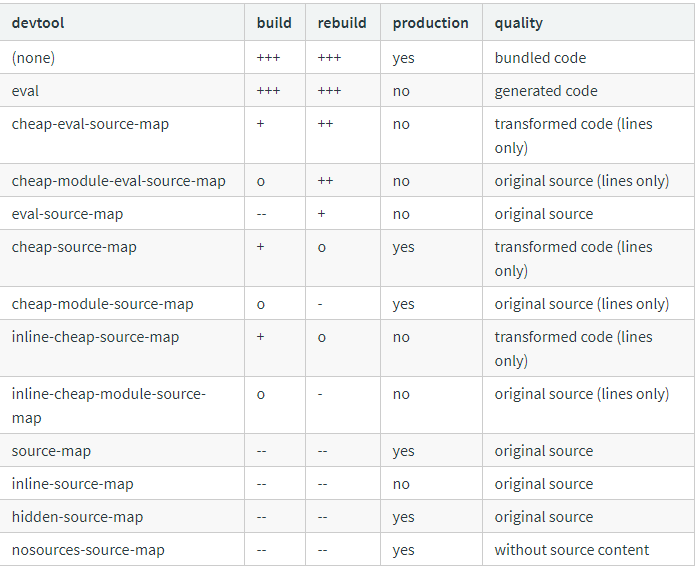 devtool build rebuild production quality
(none) +++ +++ yes bundled code
eval +++ +++ no generated code
cheap-eval-source-map + ++ no transformed code (lines
only)
cheap-module-eval-source-map o ++ no original source (lines only)
eval-source-map -- + no original source
cheap-source-map + o yes transformed code (lines
only)
cheap-module-source-map o - yes original source (lines only)
inline-cheap-source-map + o no transformed code (lines
only)
inline-cheap-module-source- o - no original source (lines only)
map
source-map -- -- yes original source
inline-source-map -- -- no original source
hidden-source-map -- -- yes original source
nosources-source-map -- -- yes without source content